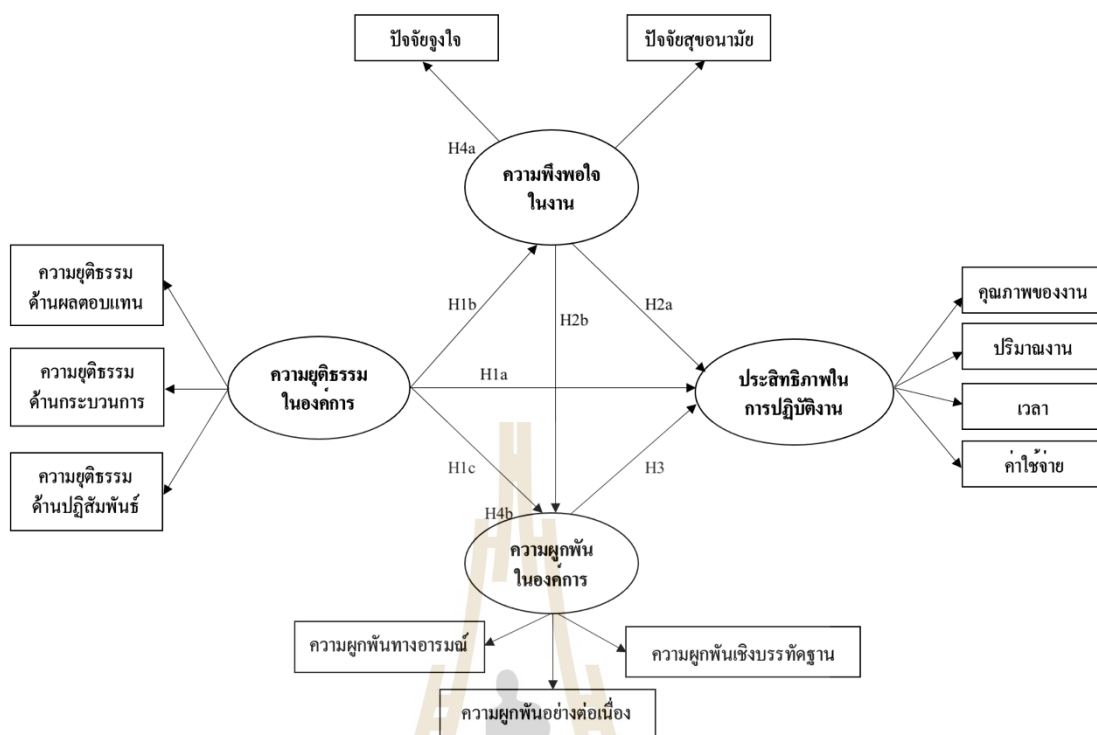 ปัจจัยจูงใจ
ปัจจัยสุขอนามัย
H4a
ความพึงพอใจ
ในงาน
ความยุติธรรม
ด้านผลตอบแทน
ความยุติธรรม
ด้านกระบวนการ
ความยุติธรรม
ด้านปฏิสัมพันธ์
ความยุติธรรม
ในองค์การ
H1b
H2b
H2a
H1a
H1c
H3
ประสิทธิภาพใน
การปฏิบัติงาน
คุณภาพของงาน
ปริมาณงาน
เวลา
ค่าใช้จ่าย
H4b
ความผูกพัน
ในองค์การ
ความผูกพันทางอารมณ์
ความผูกพันเชิงบรรทัดฐาน
ความผูกพันอย่างต่อเนื่อง